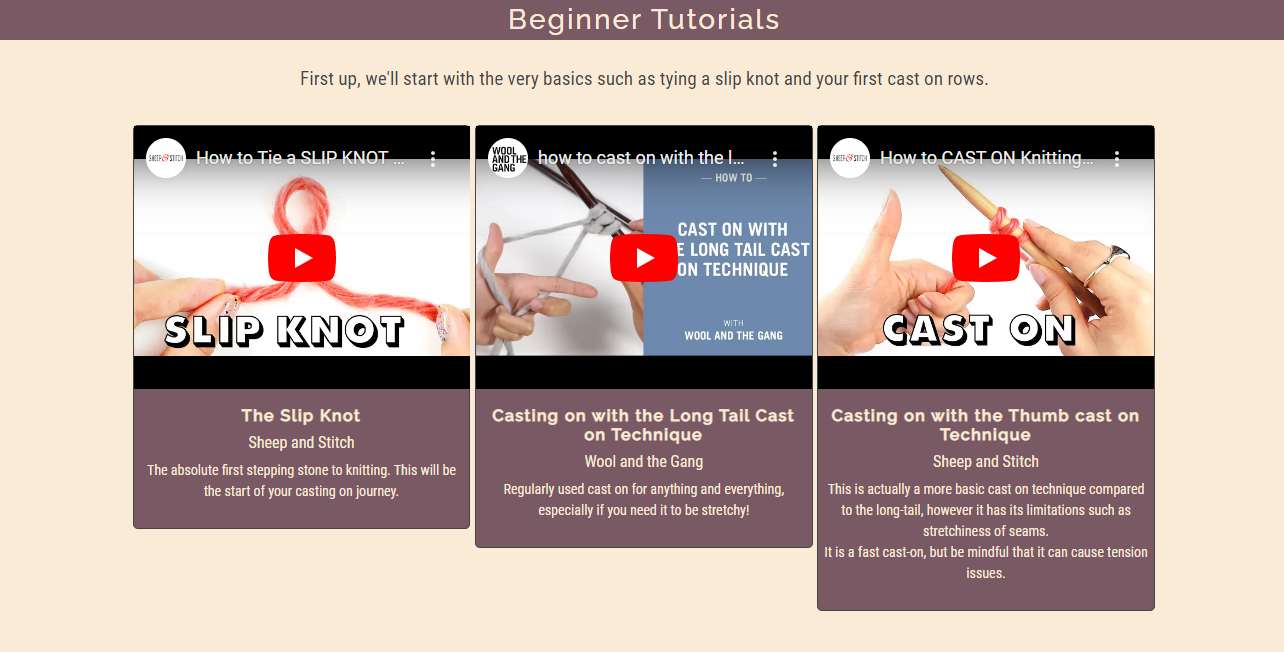 Beginner Tutorials
First up, we'll start with the very basics such as tying a slip knot and your first cast on rows.
SHEEP & STITCH
How to Tie a SLIP KNOT ...
SLIP KNOT
The Slip Knot
Sheep and Stitch
The absolute first stepping stone to knitting. This will be
the start of your casting on journey.
WOOL
AND THE
GANG
how to cast on with the l...
— HOW TO —
CAST ON WITH
E LONG TAIL CAST
ON TECHNIQUE
WITH
WOOL AND THE GANG
Casting on with the Long Tail Cast
on Technique
Wool and the Gang
Regularly used cast on for anything and everything,
especially if you need it to be stretchy!
SHEEP & STITCH
How to CAST ON Knitting...
CAST ON
Casting on with the Thumb cast on
Technique
Sheep and Stitch
This is actually a more basic cast on technique compared
to the long-tail, however it has its limitations such as
stretchiness of seams.
It is a fast cast-on, but be mindful that it can cause tension
issues.